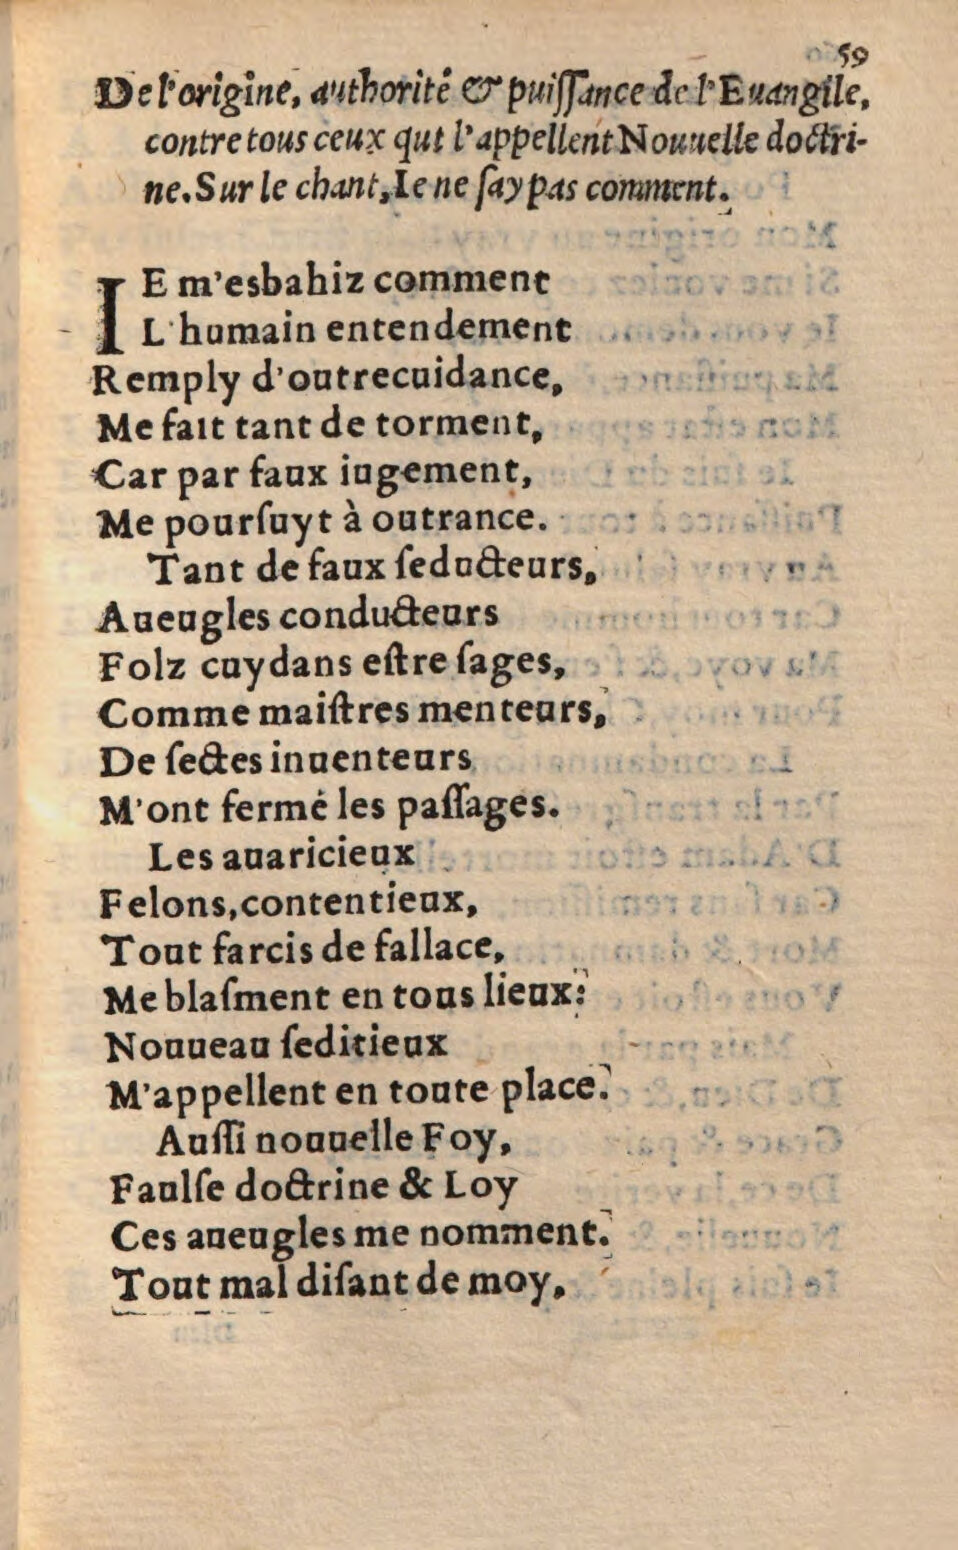 59
De l'origine, authorité & puiſſance de l'Euangile,
contre tous ceux qui l'appellent Nouuelle doctri-
ne. Sur le chant, Ie ne ſay pas comment.
IE m'esbahiz comment
L'humain entendement
Remply d'outrecuidance,
Me fait tant de torment,
Car par faux iugement,
Me pourſuyt à outrance.
Tant de faux ſeducteurs,
Aueugles conducteurs
Folz cuydans eſtre ſages,
Comme maiſtres menteurs,
De ſectes inuenteurs
M'ont fermé les paſſages.
Les auaricieux
Felons, contentieux,
Tout farcis de fallace,
Me blaſment en tous lieux:
Nouueau ſeditieux
M'appellent en toute place.
Auſſi nouuelle Foy,
Faulſe doctrine & Loy
Ces aueugles me nomment.
Tout mal diſant de moy,